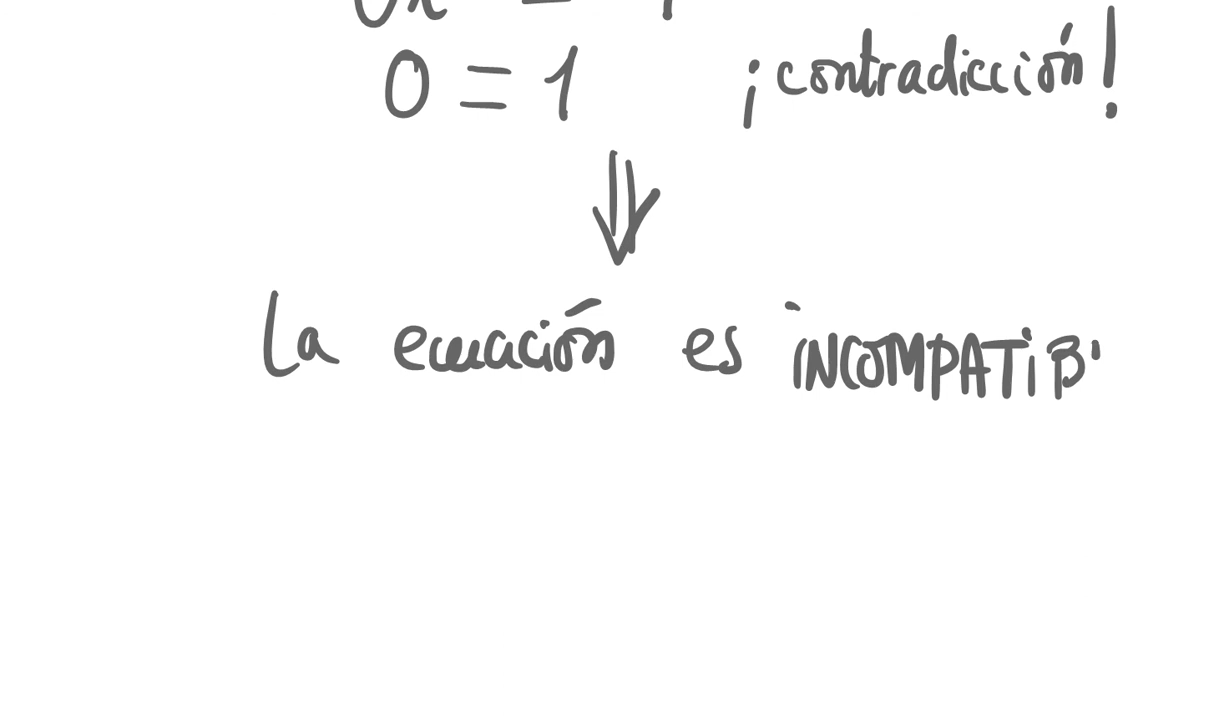 0 = 1 ¡contradicción!
⇓
La ecuación es INCOMPATIB